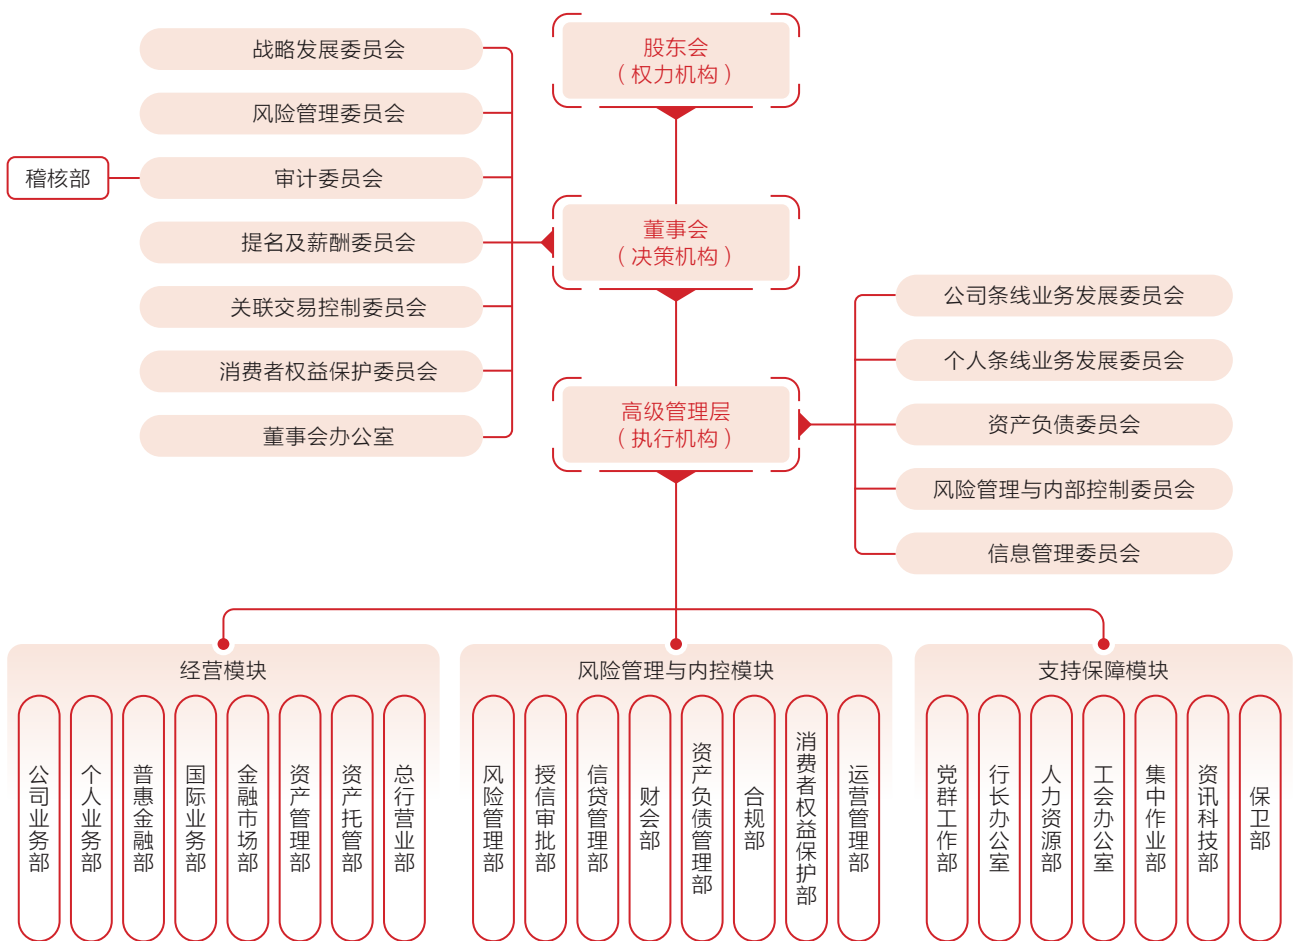 股东会
（权力机构）
战略发展委员会
风险管理委员会
稽核部
审计委员会
提名及薪酬委员会
关联交易控制委员会
消费者权益保护委员会
董事会办公室
董事会
（决策机构）
高级管理层
（执行机构）
公司条线业务发展委员会
个人条线业务发展委员会
资产负债委员会
风险管理与内部控制委员会
信息管理委员会
经营模块
公司业务部
个人业务部
普惠金融部
国际业务部
金融市场部
资产管理部
资产托管部
总行营业部
风险管理与内控模块
风险管理部
授信审批部
信贷管理部
财会部
资产负债管理部
合规部
消费者权益保护部
运营管理部
支持保障模块
党群工作部
行长办公室
人力资源部
工会办公室
集中作业部
资讯科技部
保卫部